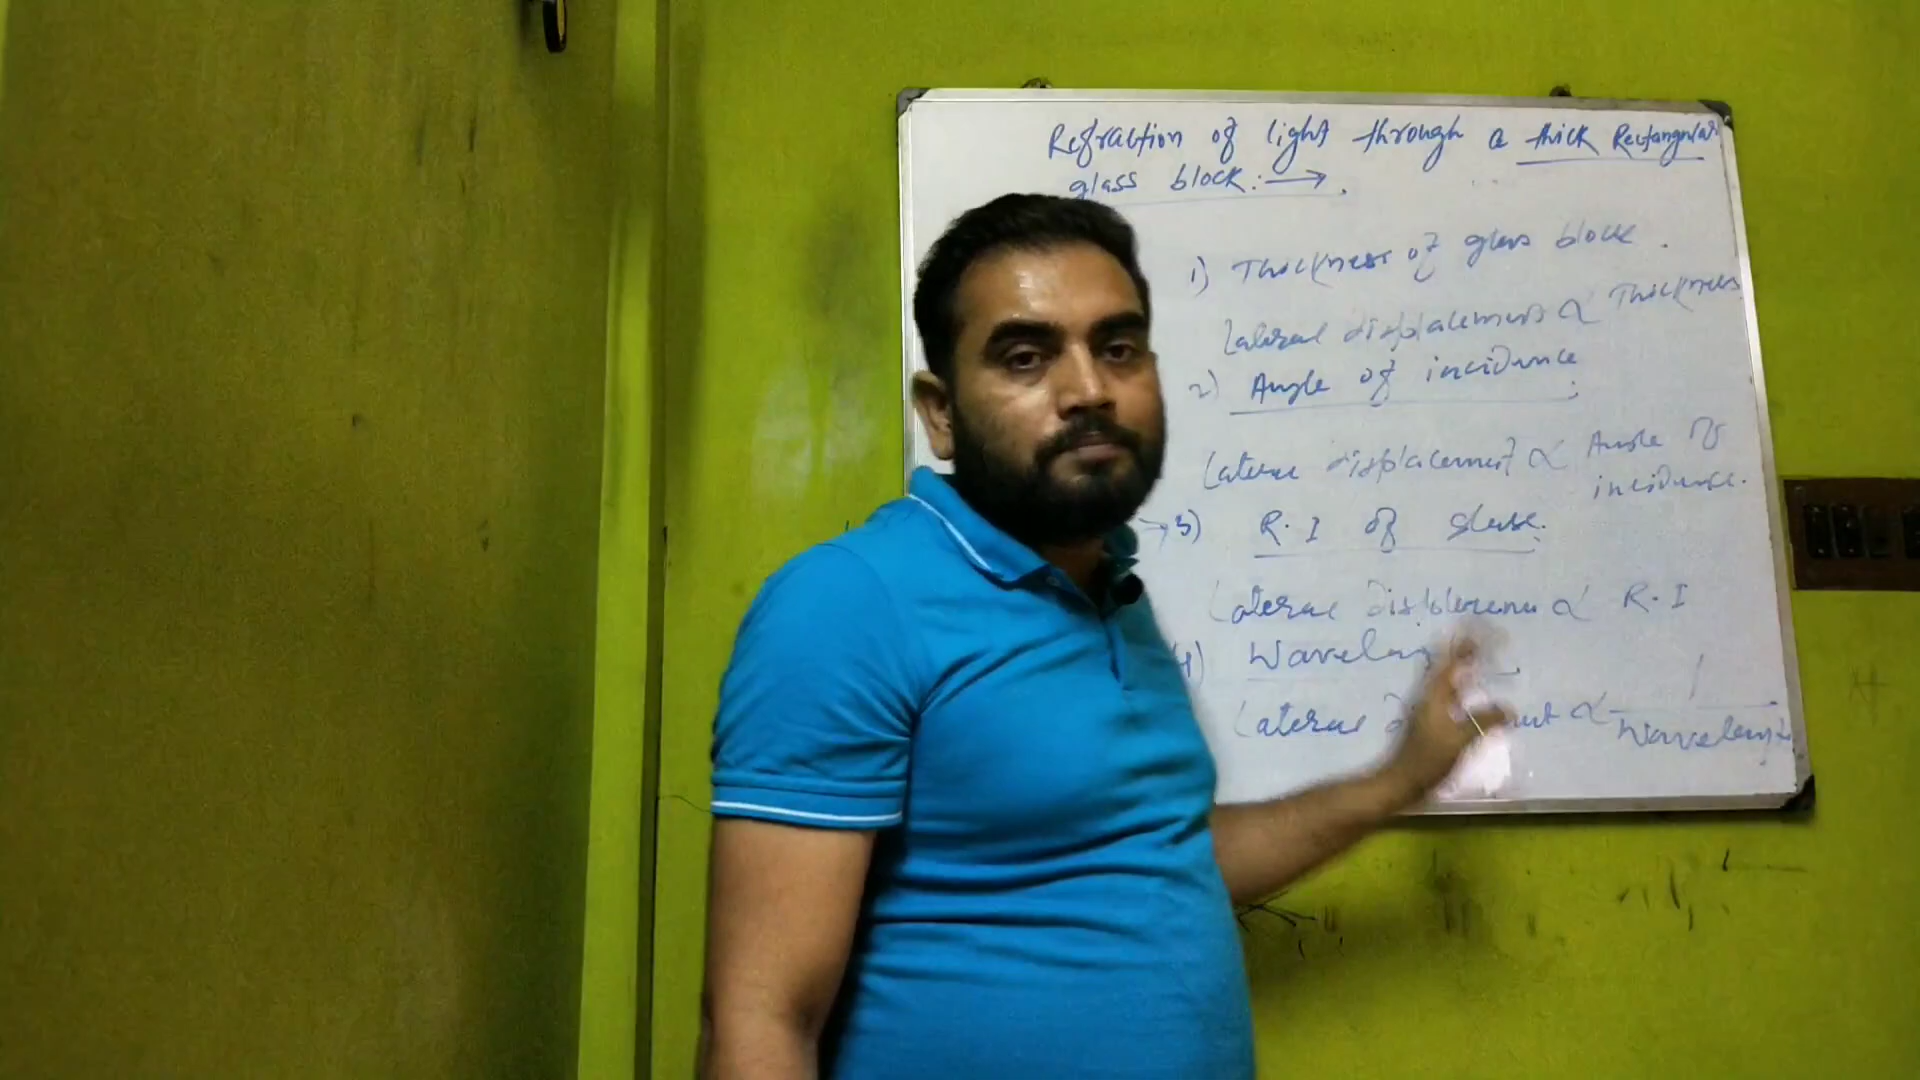 Refraction of light through a thick Rectangular
glass block:→.
1) Thickness of glass block.
Lateral displacement ∝ Thickness
2) Angle of incidence
Lateral displacement ∝ Angle of
incidence.
→3) R.I of glass.
Lateral displacement ∝ R.I
4)
Lateral ∝ 1
Wavelength